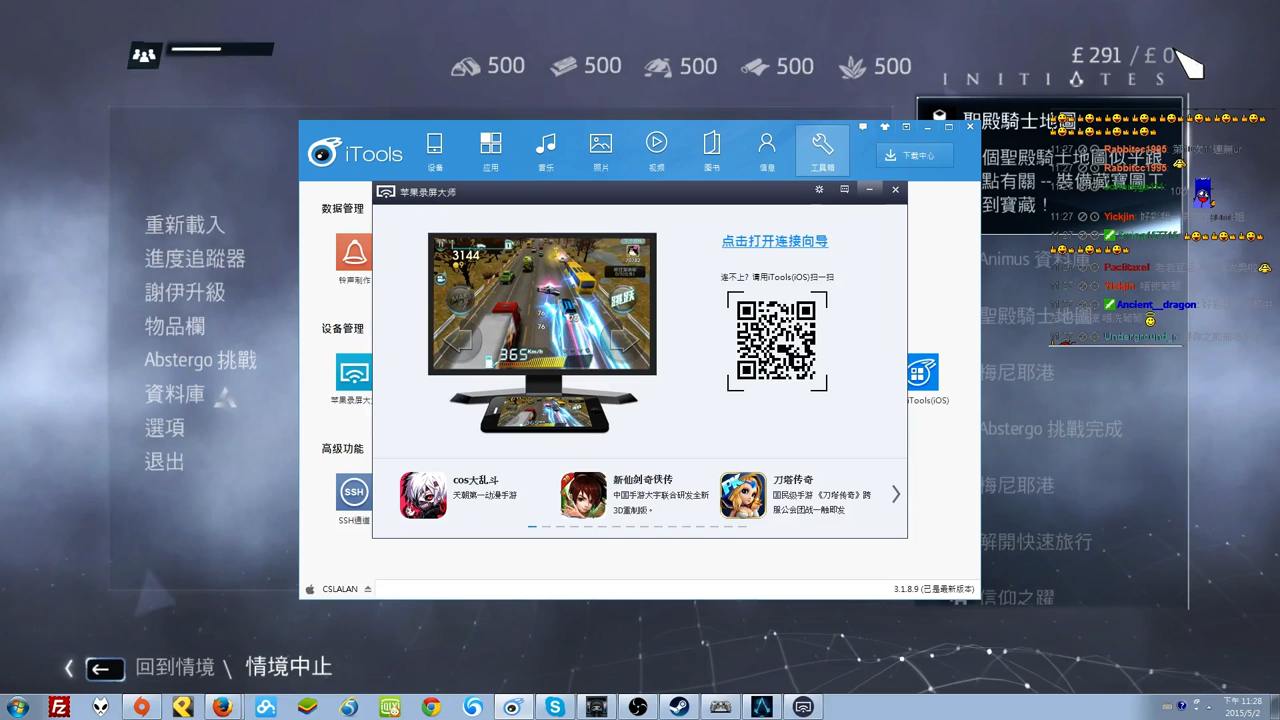 500
500
500
500
500
£ 291 / £ 0
INITIATES
聖殿騎士地圖
個聖殿騎士地圖似乎跟
點有關 -- 裝備藏寶圖工
到寶藏！
重新載入
進度追蹤器
謝伊升級
物品欄
Abstergo 挑戰
資料庫
選項
退出
iTools
设备
应用
音乐
照片
视频
图书
信息
工具箱
下载中心
数据管理
铃声制作
设备管理
苹果录屏大
高级功能
SSH
SSH通道
iTools(iOS)
苹果录屏大师
3144
365Km/h
点击打开连接向导
连不上? 请用iTools(iOS)扫一扫
cos大乱斗
天朝第一动漫手游
新仙剑奇侠传
中国手游大宇联合研发全新
3D重制版。
刀塔传奇
国民级手游《刀塔传奇》跨
服公会团战一触即发
CSLALAN
3.1.8.9 (已是最新版本)
11:27 Rabbitcc1995
11:27 Rabbitcc1995
11:27 Yickjin:
Paclitaxel
Yickjin:
Ancient__dragon:
Underground_jp
Animus 資料庫
聖殿騎士地圖
梅尼耶港
Abstergo 挑戰完成
梅尼耶港
解開快速旅行
信仰之躍
回到情境 \ 情境中止
下午 11:28
2015/5/2